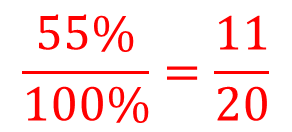 55% / 100% = 11 / 20